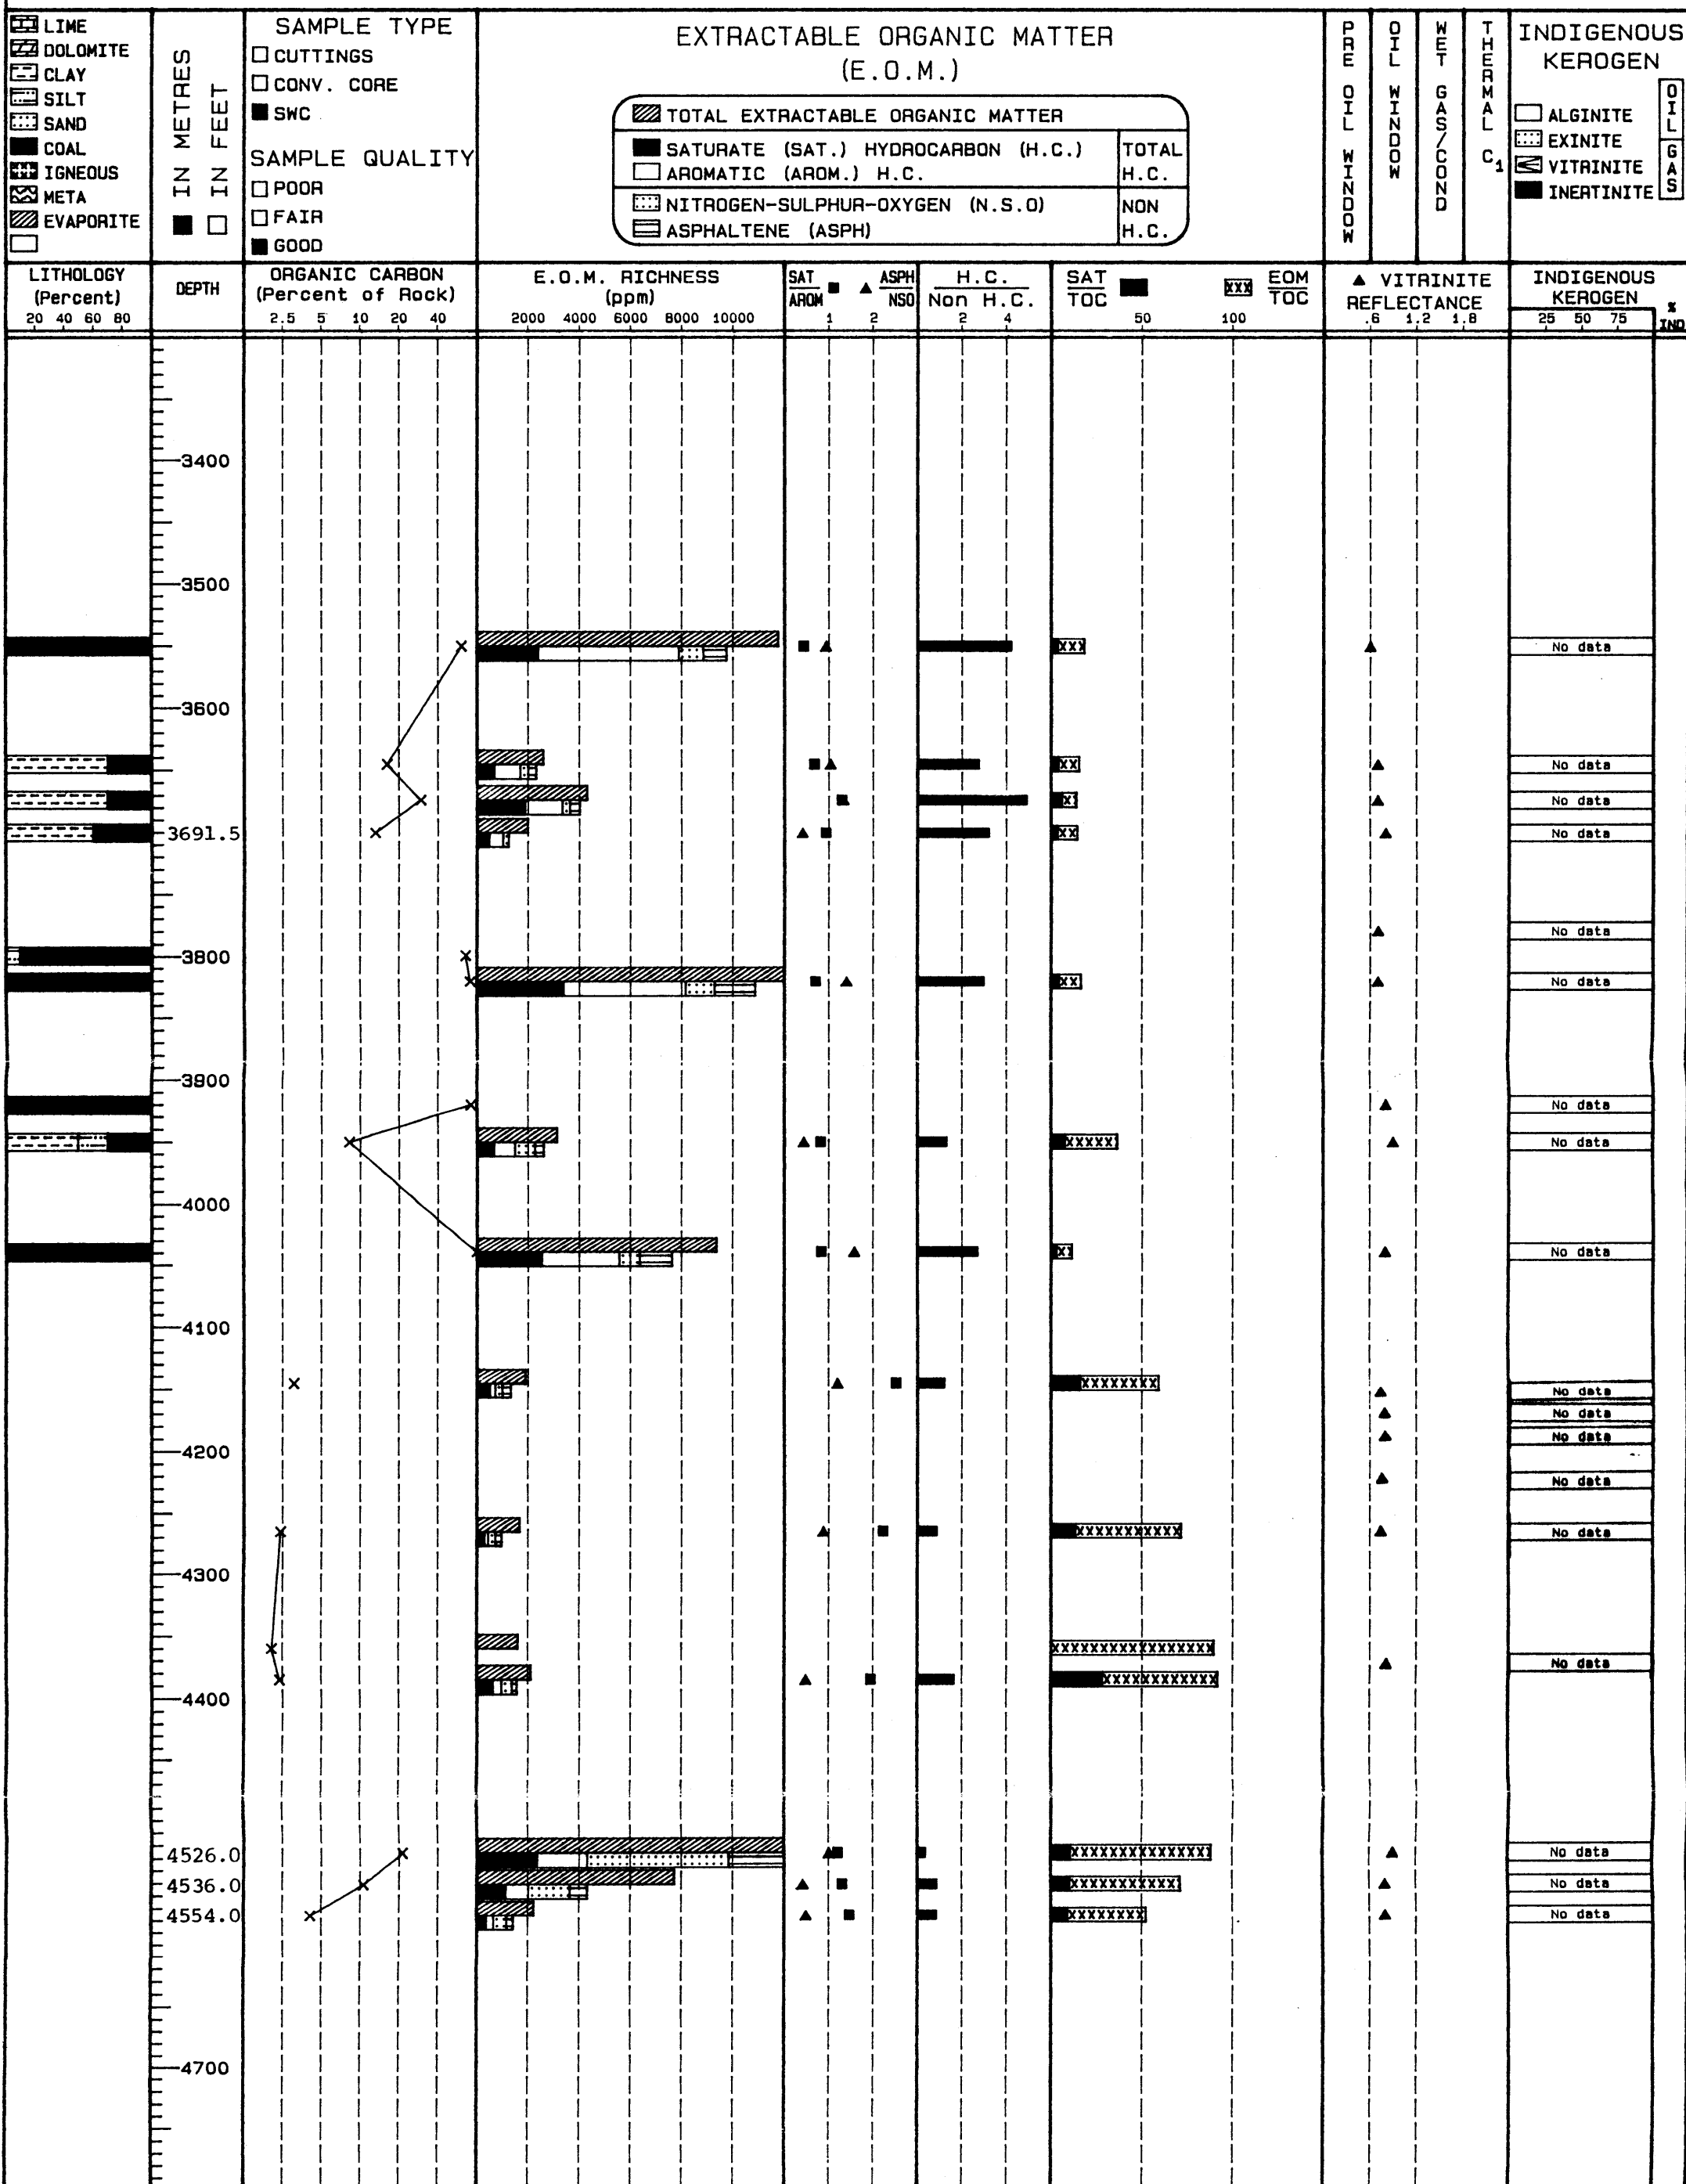 LIME
DOLOMITE
CLAY
SILT
SAND
COAL
IGNEOUS
META
EVAPORITE
IN METRES
IN FEET
SAMPLE TYPE
CUTTINGS
CONV. CORE
SWC
SAMPLE QUALITY
POOR
FAIR
GOOD
EXTRACTABLE ORGANIC MATTER
(E.O.M.)
TOTAL EXTRACTABLE ORGANIC MATTER
SATURATE (SAT.) HYDROCARBON (H.C.) TOTAL
AROMATIC (AROM.) H.C. H.C.
NITROGEN-SULPHUR-OXYGEN (N.S.O) NON
ASPHALTENE (ASPH) H.C.
PRE OIL WINDOW
OIL WINDOW
WET GAS/COND
THERMAL C1
INDIGENOUS
KEROGEN
ALGINITE
EXINITE
VITRINITE
INERTINITE
OIL
GAS
LITHOLOGY
(Percent)
20 40 60 80
DEPTH
ORGANIC CARBON
(Percent of Rock)
2.5 5 10 20 40
E.O.M. RICHNESS
(ppm)
2000 4000 6000 8000 10000
SAT ASPH
AROM NSO
1 2
H.C.
Non H.C.
2 4
SAT EOM
TOC xxx TOC
50 100
VITRINITE
REFLECTANCE
.6 1.2 1.8
INDIGENOUS
KEROGEN
25 50 75
%
IND
3400
3500
No data
3600
No data
No data
3691.5 No data
No data
3800
No data
3900
No data
No data
4000
No data
4100
No data
No data
No data
4200
No data
No data
4300
No data
4400
4526.0 No data
4536.0 No data
4554.0 No data
4700